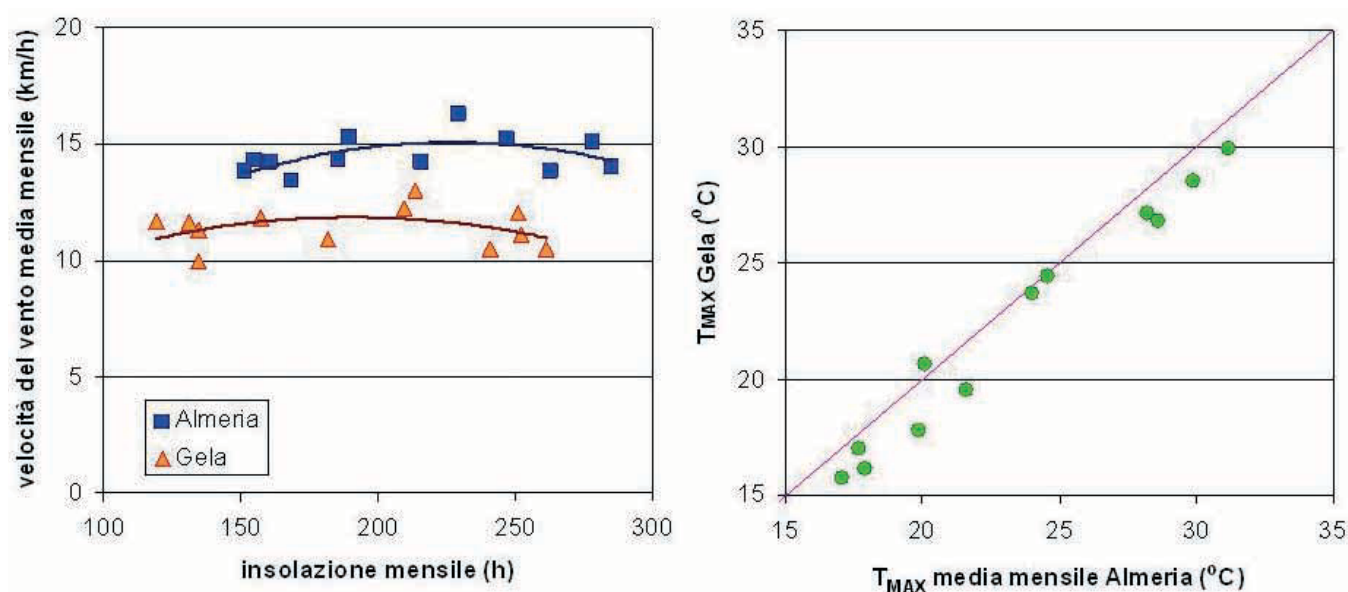 velocità del vento media mensile (km/h)
20
15
10
5
0
Almeria
Gela
100 150 200 250 300
insolazione mensile (h)
TMAX Gela (°C)
35
30
25
20
15
15 20 25 30 35
TMAX media mensile Almeria (°C)